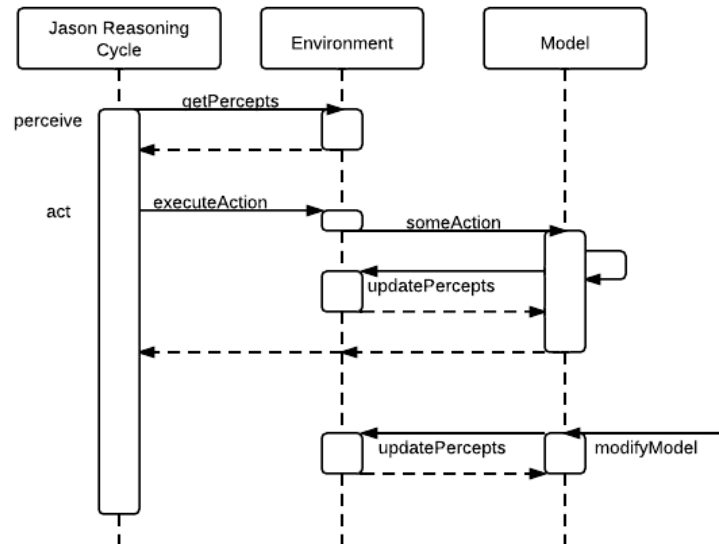 Jason Reasoning
Cycle
Environment
Model
getPercepts
perceive
act
executeAction
someAction
updatePercepts
updatePercepts
modifyModel